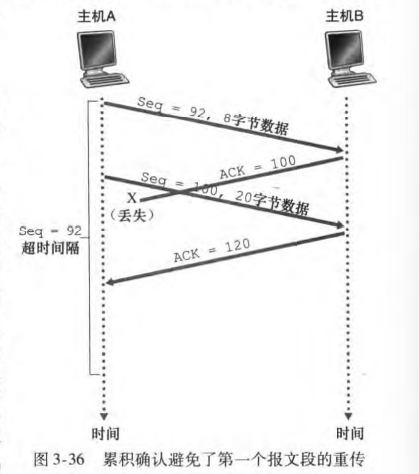 主机A
主机B
Seq = 92, 8字节数据
ACK = 100
Seq = 100, 20字节数据
X
(丢失)
Seq = 92
超时间隔
ACK = 120
时间
时间
图 3-36 累积确认避免了第一个报文段的重传